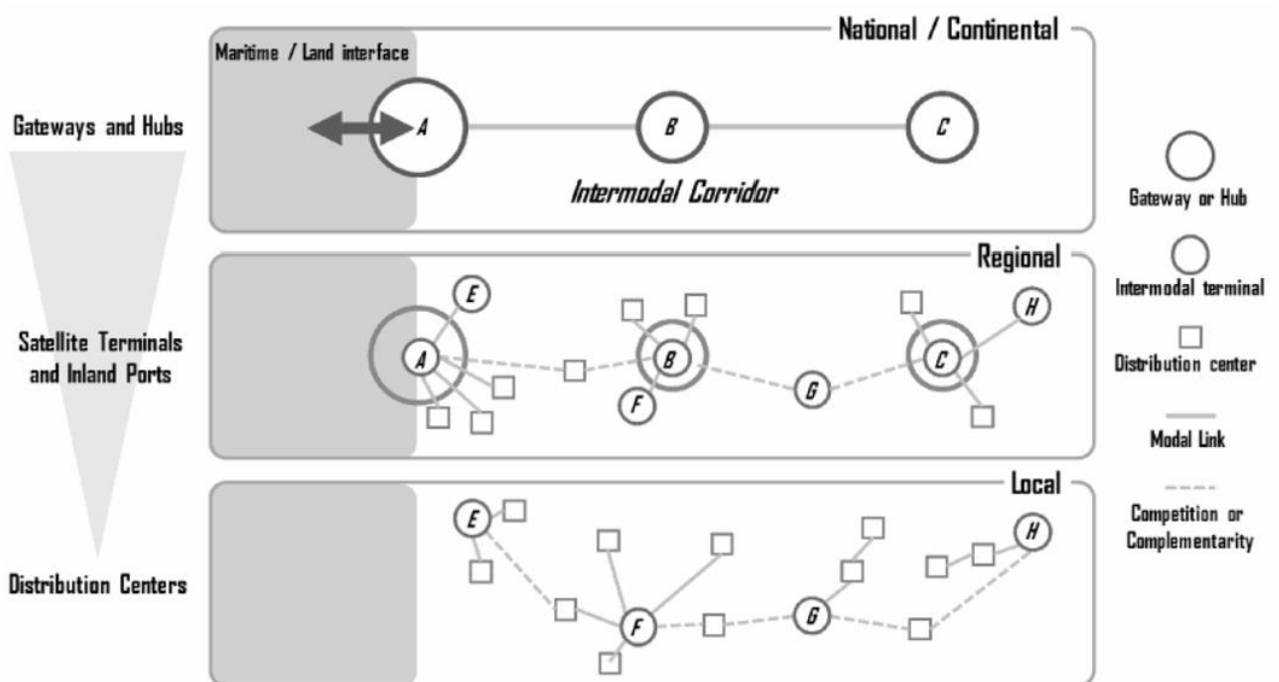 National / Continental
Maritime / Land interface
Gateways and Hubs
A
B
C
Intermodal Corridor
Gateway or Hub
Regional
Intermodal terminal
E
H
A
B
C
Satellite Terminals
and Inland Ports
Distribution center
F
G
Modal Link
Local
E
H
Competition or
Complementarity
Distribution Centers
F
G